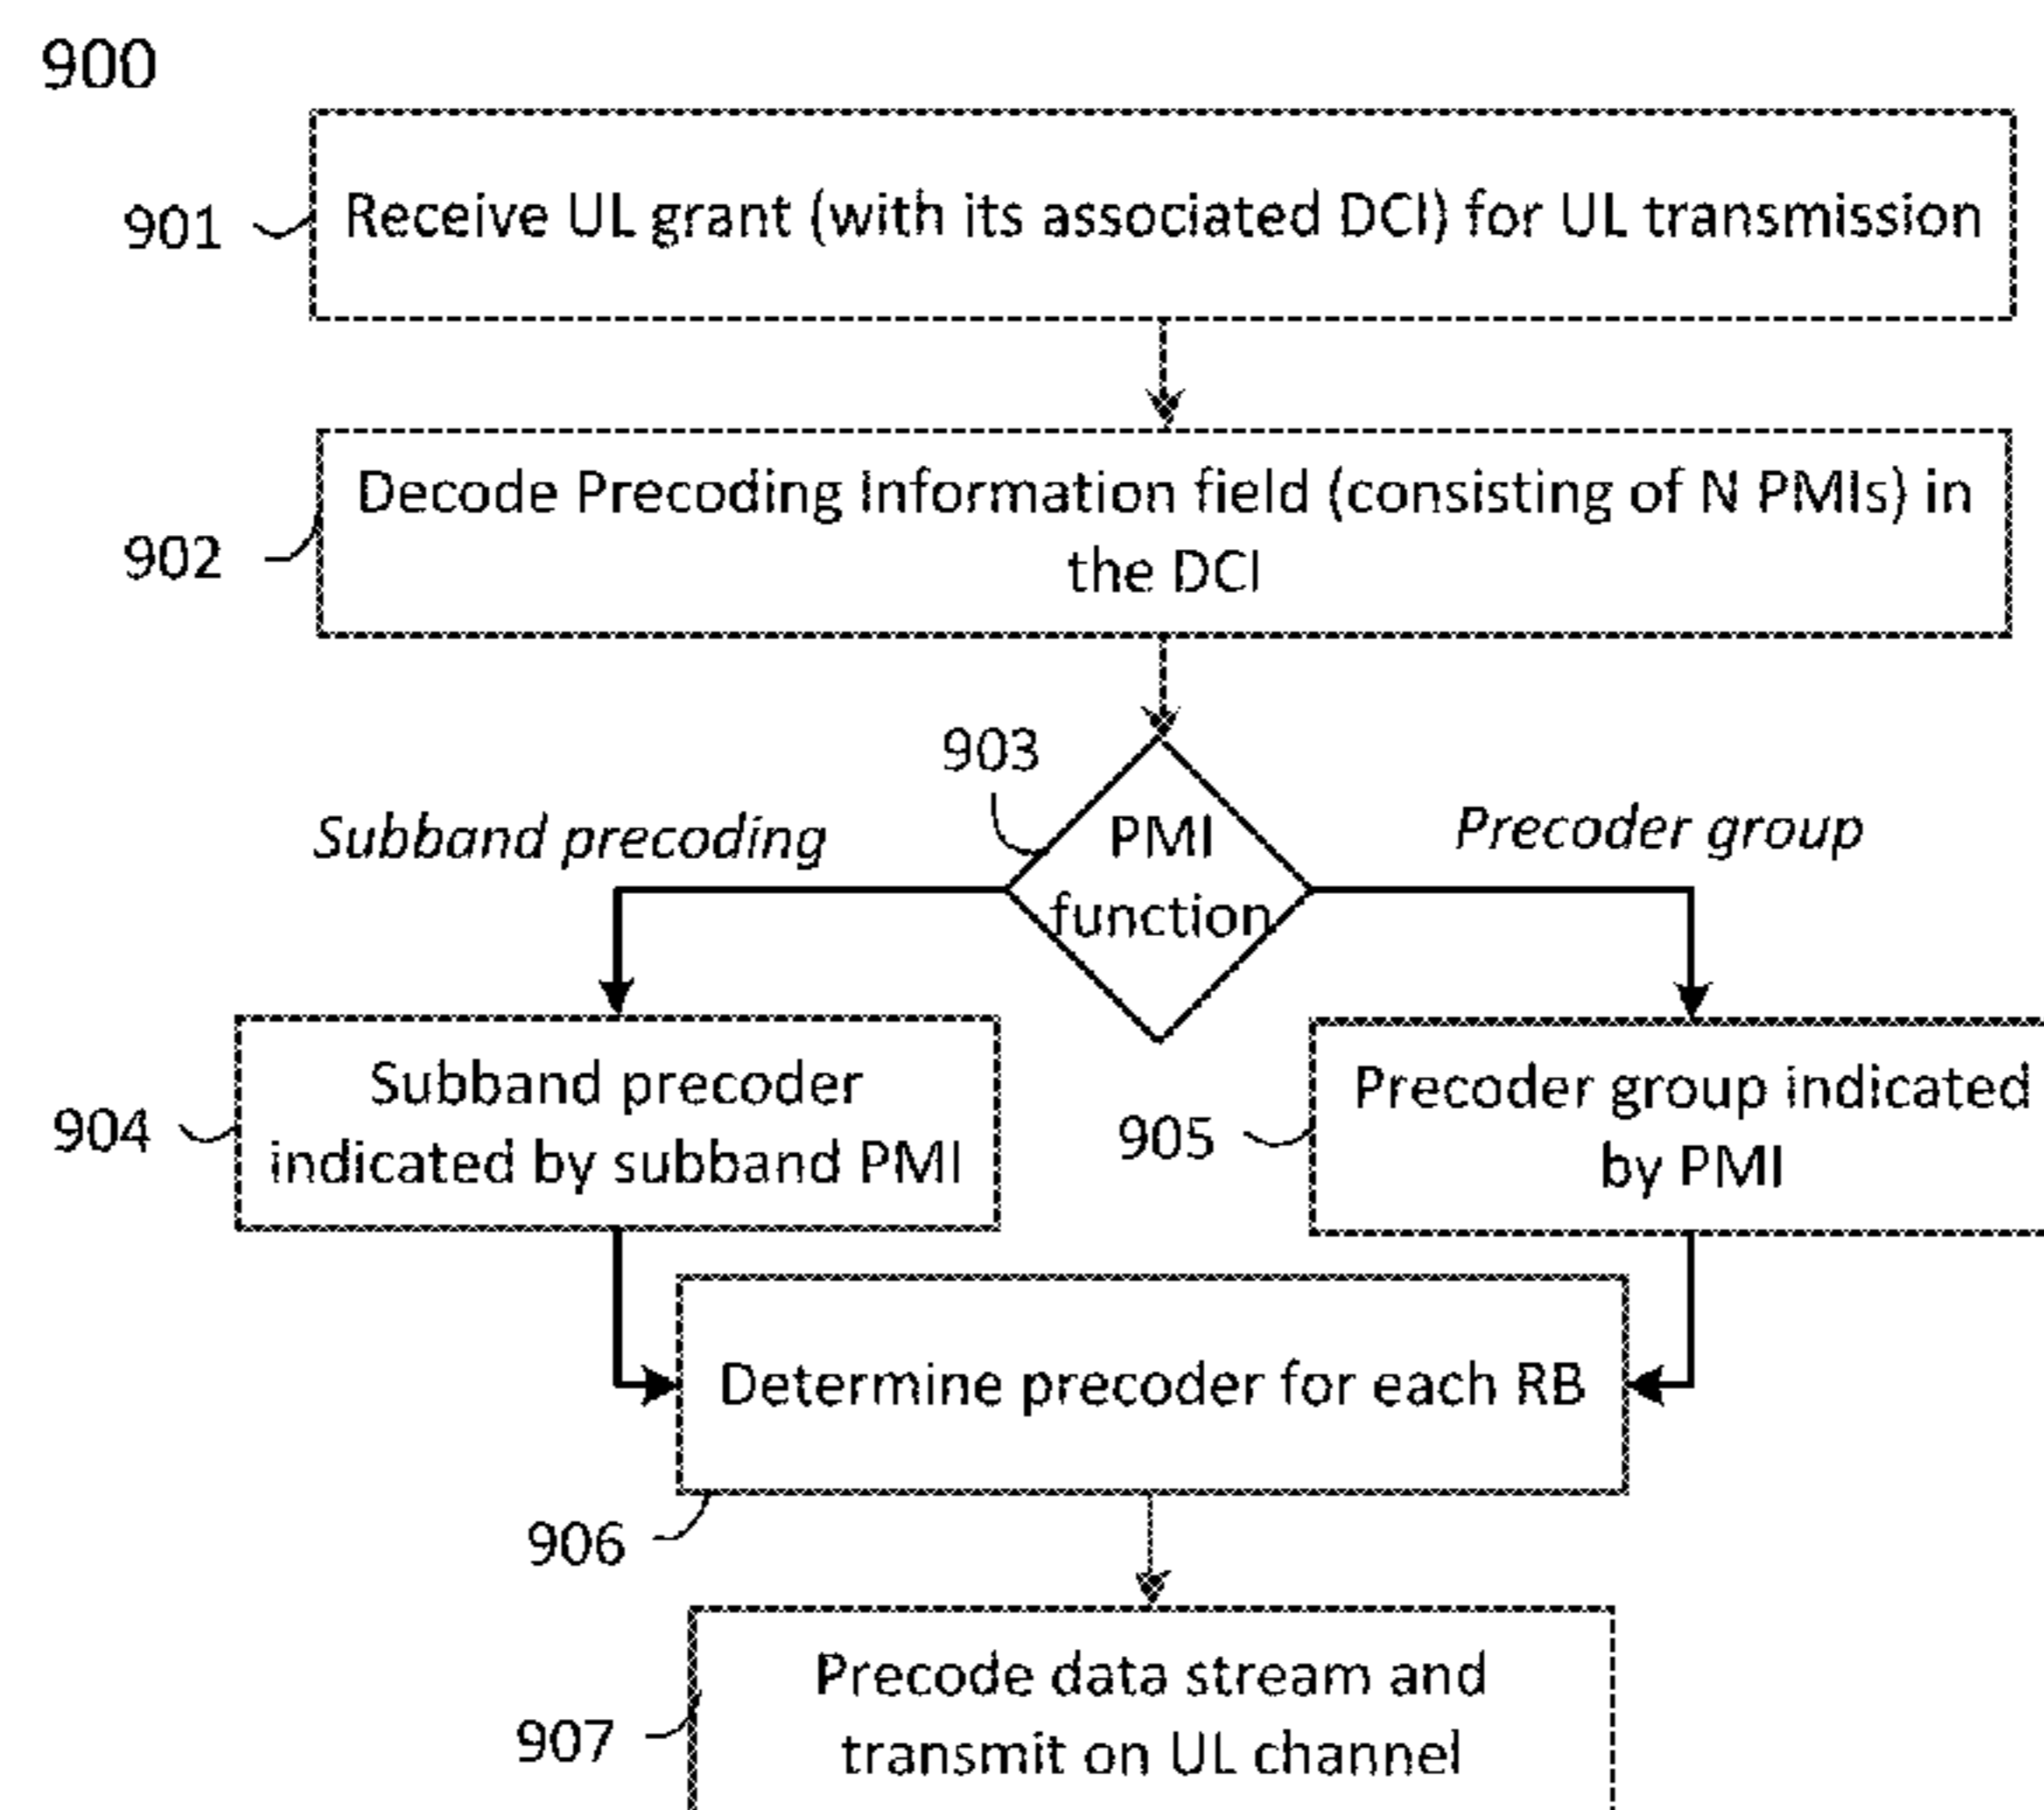 900
901
Receive UL grant (with its associated DCI) for UL transmission
902
Decode Precoding Information field (consisting of N PMIs) in
the DCI
903
PMI
function
Subband precoding
Precoder group
904
Subband precoder
indicated by subband PMI
905
Precoder group indicated
by PMI
906
Determine precoder for each RB
907
Precode data stream and
transmit on UL channel